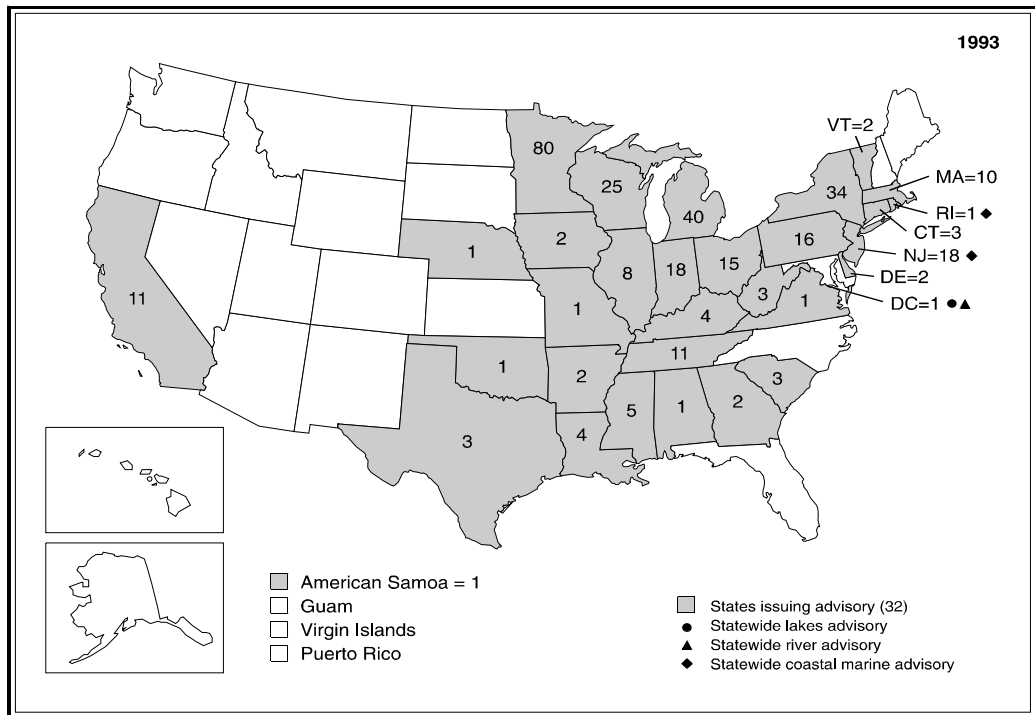 1993
VT=2
80
MA=10
34
25
RI=1
40
CT=3
2
16
NJ=18
1
15
8
18
DE=2
11
3
DC=1
1
1
4
11
1
2
3
5
1
2
3
4
American Samoa = 1
Guam
Virgin Islands
Puerto Rico
States issuing advisory (32)
Statewide lakes advisory
Statewide river advisory
Statewide coastal marine advisory